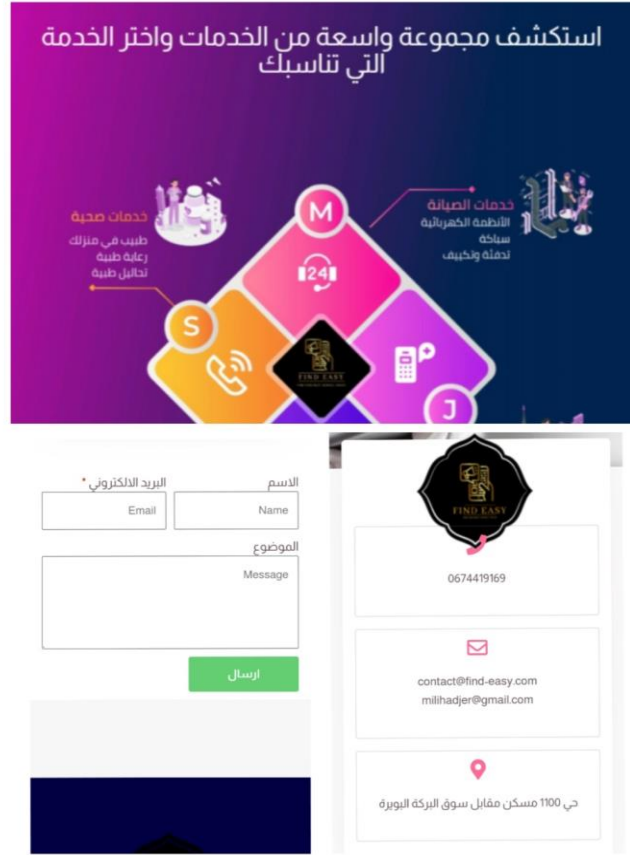 استكشف مجموعة واسعة من الخدمات واختر الخدمة
التي تناسبك
خدمات الصيانة
الأنظمة الكهربائية
سباكة
تدفئة وتكييف
خدمات صحية
طبيب في منزلك
رعاية طبية
تحاليل طبية
M
24
S
J
FIND EASY
الاسم
البريد الالكتروني *
Name
Email
الموضوع
Message
ارسال
FIND EASY
0674419169
contact@find-easy.com
milihadjer@gmail.com
حي 1100 مسكن مقابل سوق البركة البويرة